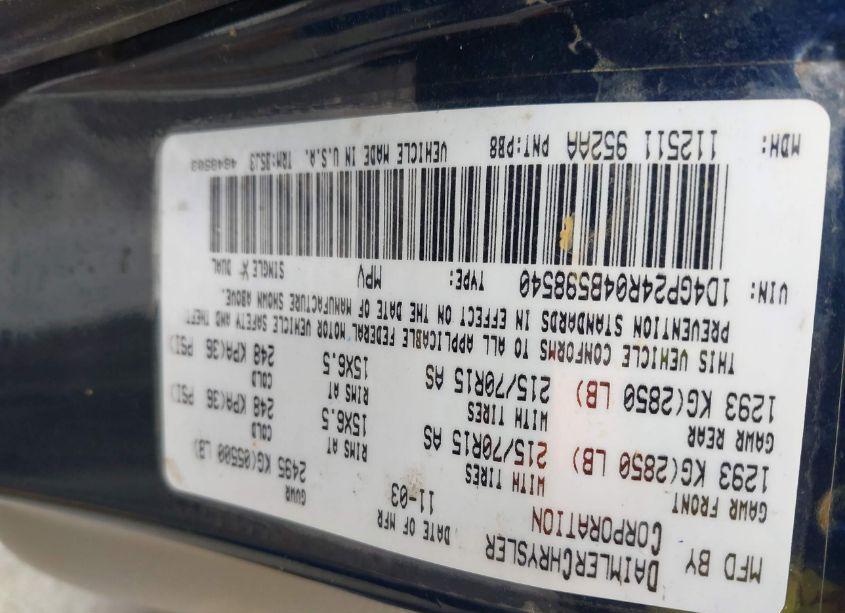 MFD BY DAIMLERCHRYSLER CORPORATION DATE OF MFR 11-03 GVWR 2495 KG(05500 LB)
GAWR FRONT WITH TIRES RIMS AT COLD
1293 KG(2850 LB) 215/70R15 AS 15X6.5 248 KPA(36 PSI)
GAWR REAR WITH TIRES RIMS AT COLD
1293 KG(2850 LB) 215/70R15 AS 15X6.5 248 KPA(36 PSI)
THIS VEHICLE CONFORMS TO ALL APPLICABLE FEDERAL MOTOR VEHICLE SAFETY AND THEFT
PREVENTION STANDARDS IN EFFECT ON THE DATE OF MANUFACTURE SHOWN ABOVE.
VIN: 1D4GP24R04B598540 TYPE: MPV SINGLE X DUAL
MDH: 112511 952AA PNT:PB8 VEHICLE MADE IN U.S.A. TRM:B5J3 4848503